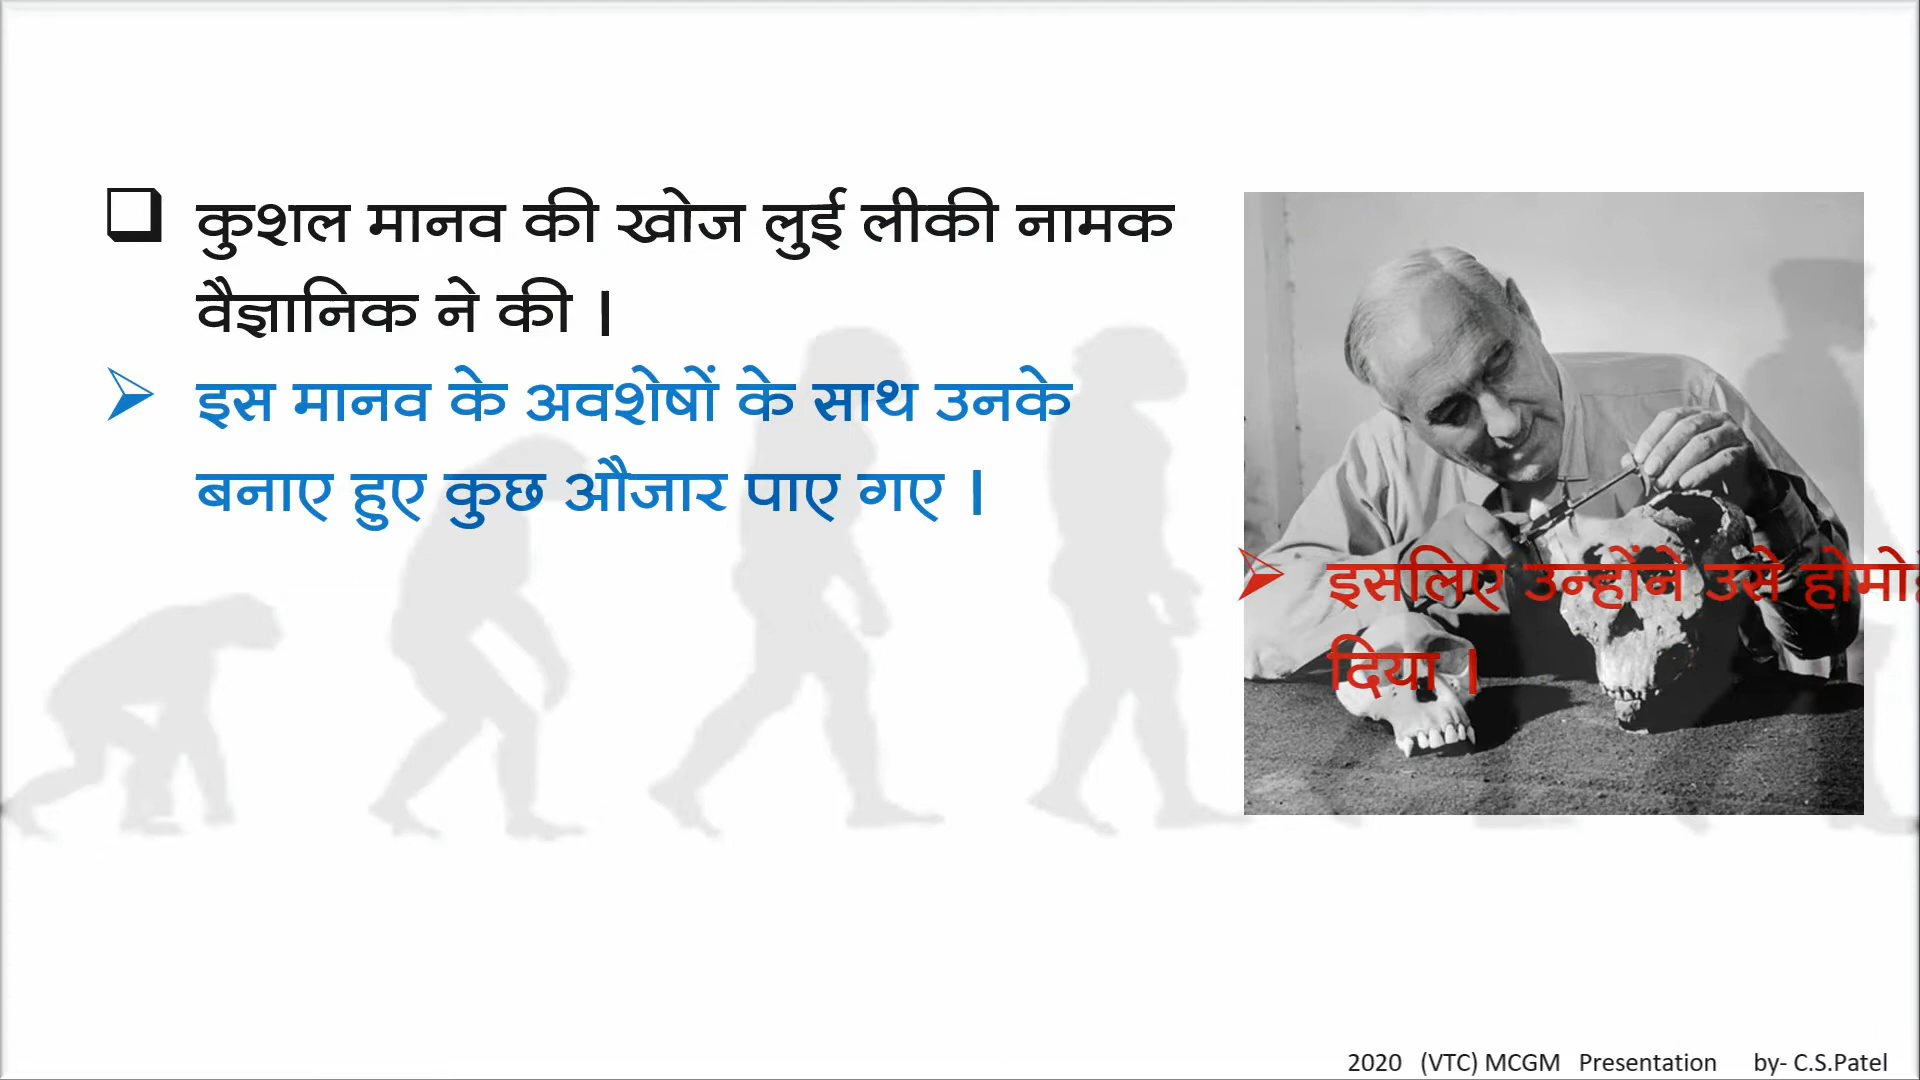 कुशल मानव की खोज लुई लीकी नामक
वैज्ञानिक ने की ।
इस मानव के अवशेषों के साथ उनके
बनाए हुए कुछ औजार पाए गए ।
इसलिए उन्होंने उसे
दिया ।
2020 (VTC) MCGM Presentation by- C.S.Patel